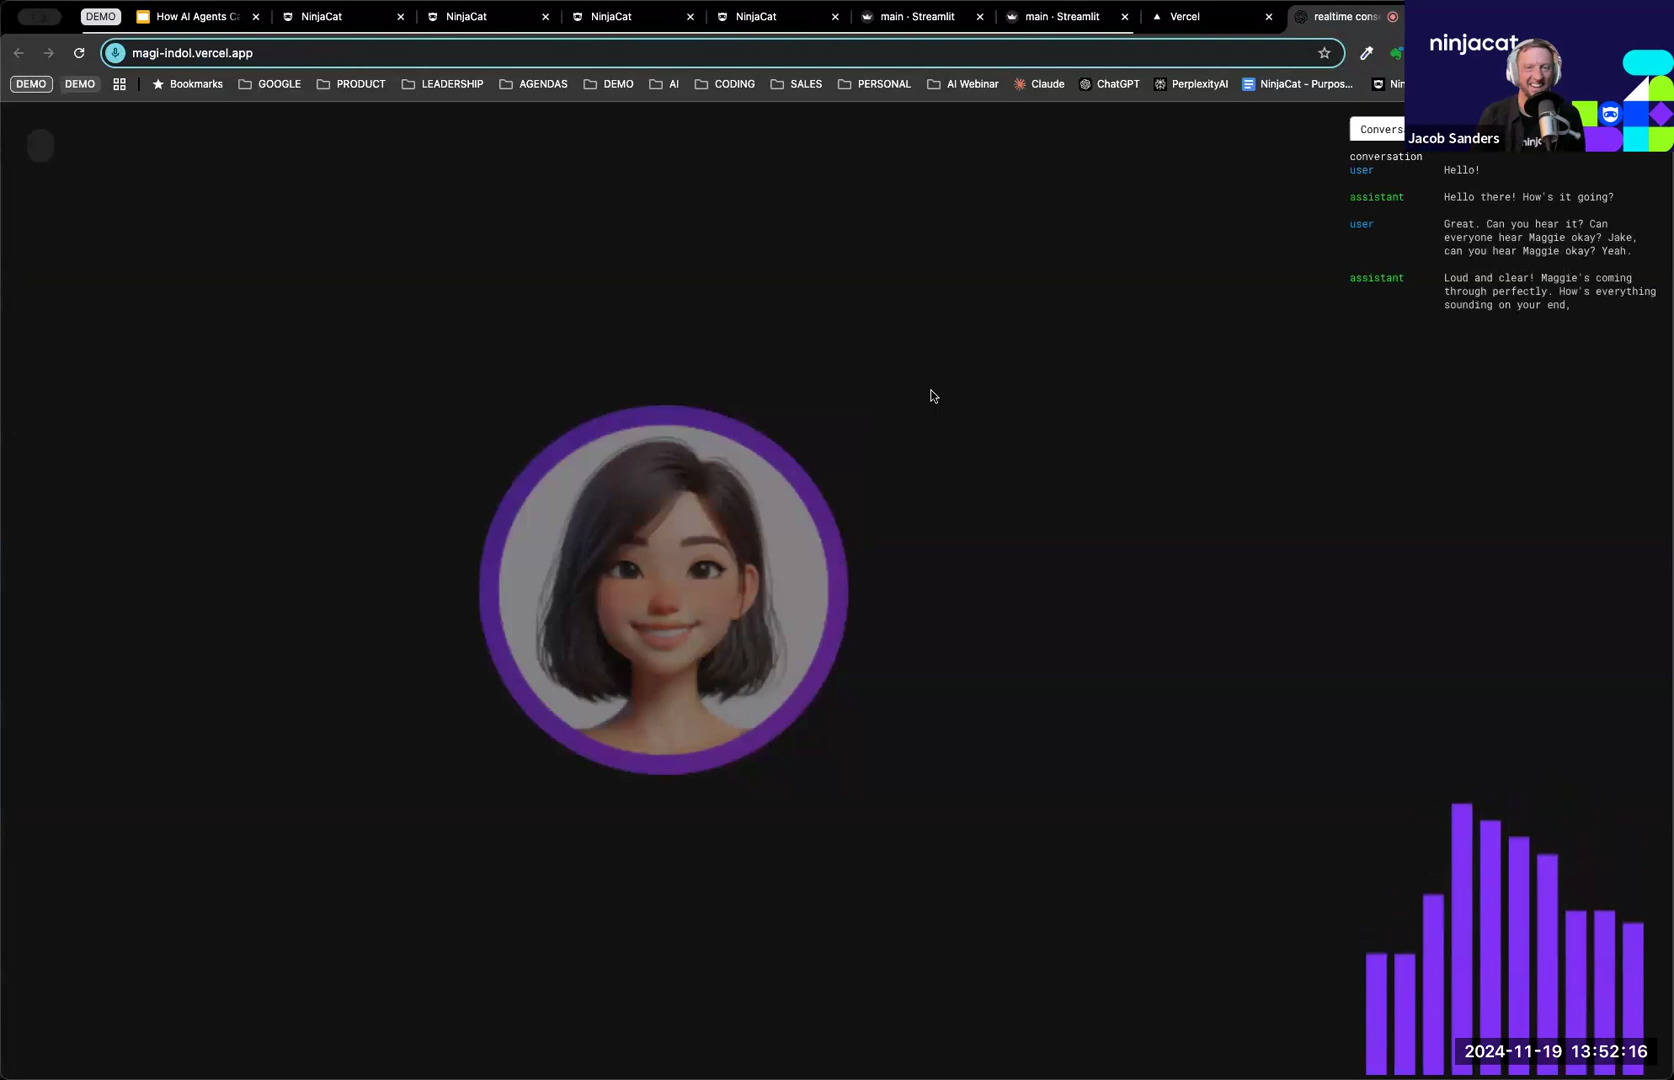 DEMO
How AI Agents Ca
NinjaCat
NinjaCat
NinjaCat
NinjaCat
main · Streamlit
main · Streamlit
Vercel
realtime cons
magi-indol.vercel.app
DEMO
DEMO
Bookmarks
GOOGLE
PRODUCT
LEADERSHIP
AGENDAS
DEMO
AI
CODING
SALES
PERSONAL
AI Webinar
Claude
ChatGPT
PerplexityAI
NinjaCat - Purpos...
Nin
ninjacat
Jacob Sanders
Convers
conversation
user Hello!
assistant Hello there! How's it going?
user Great. Can you hear it? Can
everyone hear Maggie okay? Jake,
can you hear Maggie okay? Yeah.
assistant Loud and clear! Maggie's coming
through perfectly. How's everything
sounding on your end,
2024-11-19 13:52:16